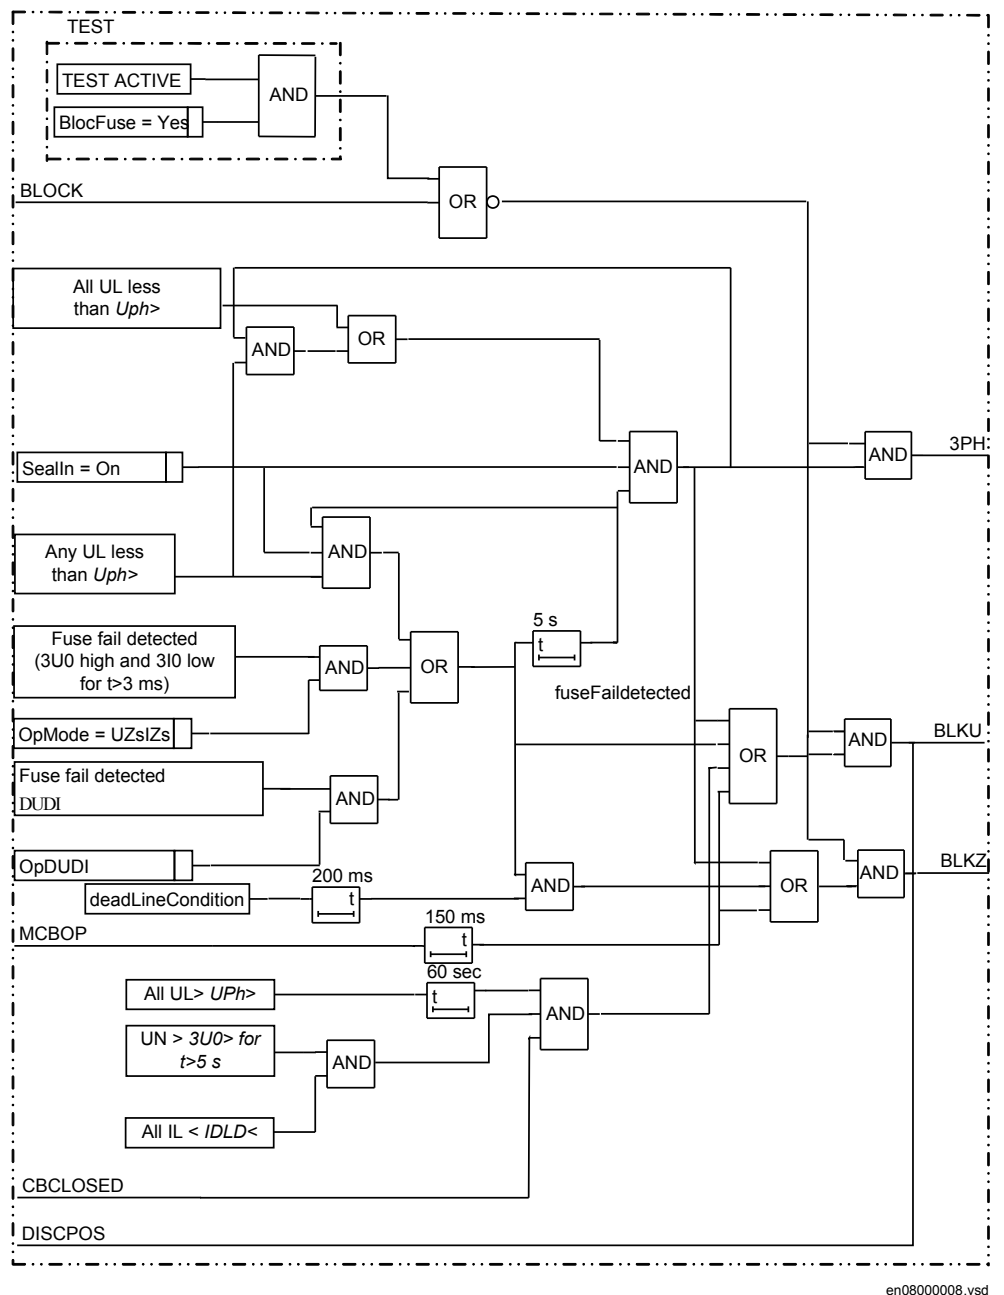 TEST
TEST ACTIVE
AND
BlocFuse = Yes
BLOCK
OR
All UL less
than Uph>
OR
AND
3PH
AND
SealIn = On
AND
Any UL less
than Uph>
AND
5 s
t
Fuse fail detected
(3U0 high and 3I0 low
for t>3 ms)
AND
OR
fuseFaildetected
OpMode = UZsIZs
BLKU
AND
OR
Fuse fail detected
DUDI
AND
OpDUDI
BLKZ
AND
200 ms
AND
OR
deadLineCondition
t
150 ms
MCBOP
t
60 sec
All UL> UPh>
t
AND
UN > 3U0> for
t>5 s
AND
All IL < IDLD<
CBCLOSED
DISCPOS
en08000008.vsd